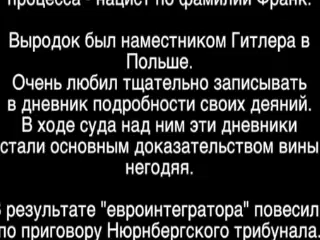 процесса - нацист по фамилии Франк.
Выродок был наместником Гитлера в
Польше.
Очень любил тщательно записывать
в дневник подробности своих деяний.
В ходе суда над ним эти дневники
стали основным доказательством вины
негодяя.
В результате "евроинтегратора" повесили
по приговору Нюрнбергского трибунала.